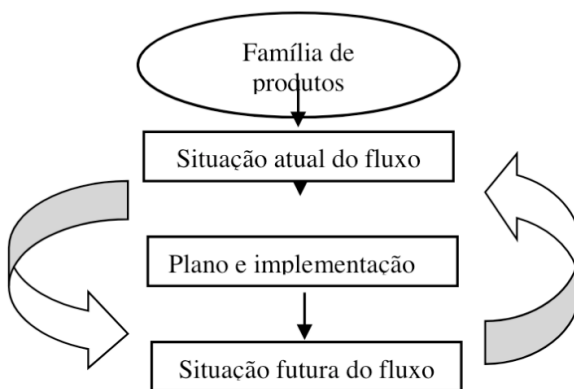 Família de
produtos
Situação atual do fluxo
Plano e implementação
Situação futura do fluxo